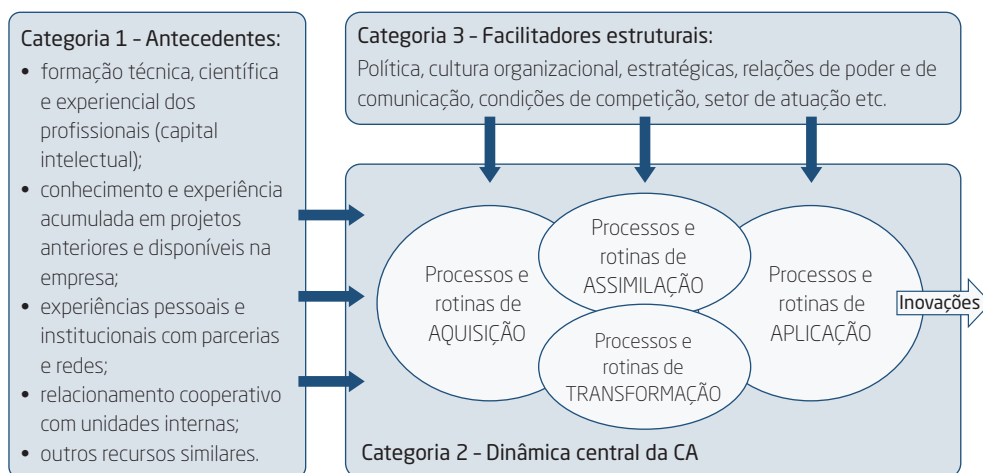 Categoria 1 – Antecedentes:
• formação técnica, científica
e experiencial dos
profissionais (capital
intelectual);
• conhecimento e experiência
acumulada em projetos
anteriores e disponíveis na
empresa;
• experiências pessoais e
institucionais com parcerias
e redes;
• relacionamento cooperativo
com unidades internas;
• outros recursos similares.
Categoria 3 – Facilitadores estruturais:
Política, cultura organizacional, estratégicas, relações de poder e de
comunicação, condições de competição, setor de atuação etc.
Processos e
rotinas de
AQUISIÇÃO
Processos e
rotinas de
ASSIMILAÇÃO
Processos e
rotinas de
TRANSFORMAÇÃO
Processos e
rotinas de
APLICAÇÃO
Inovações
Categoria 2 – Dinâmica central da CA